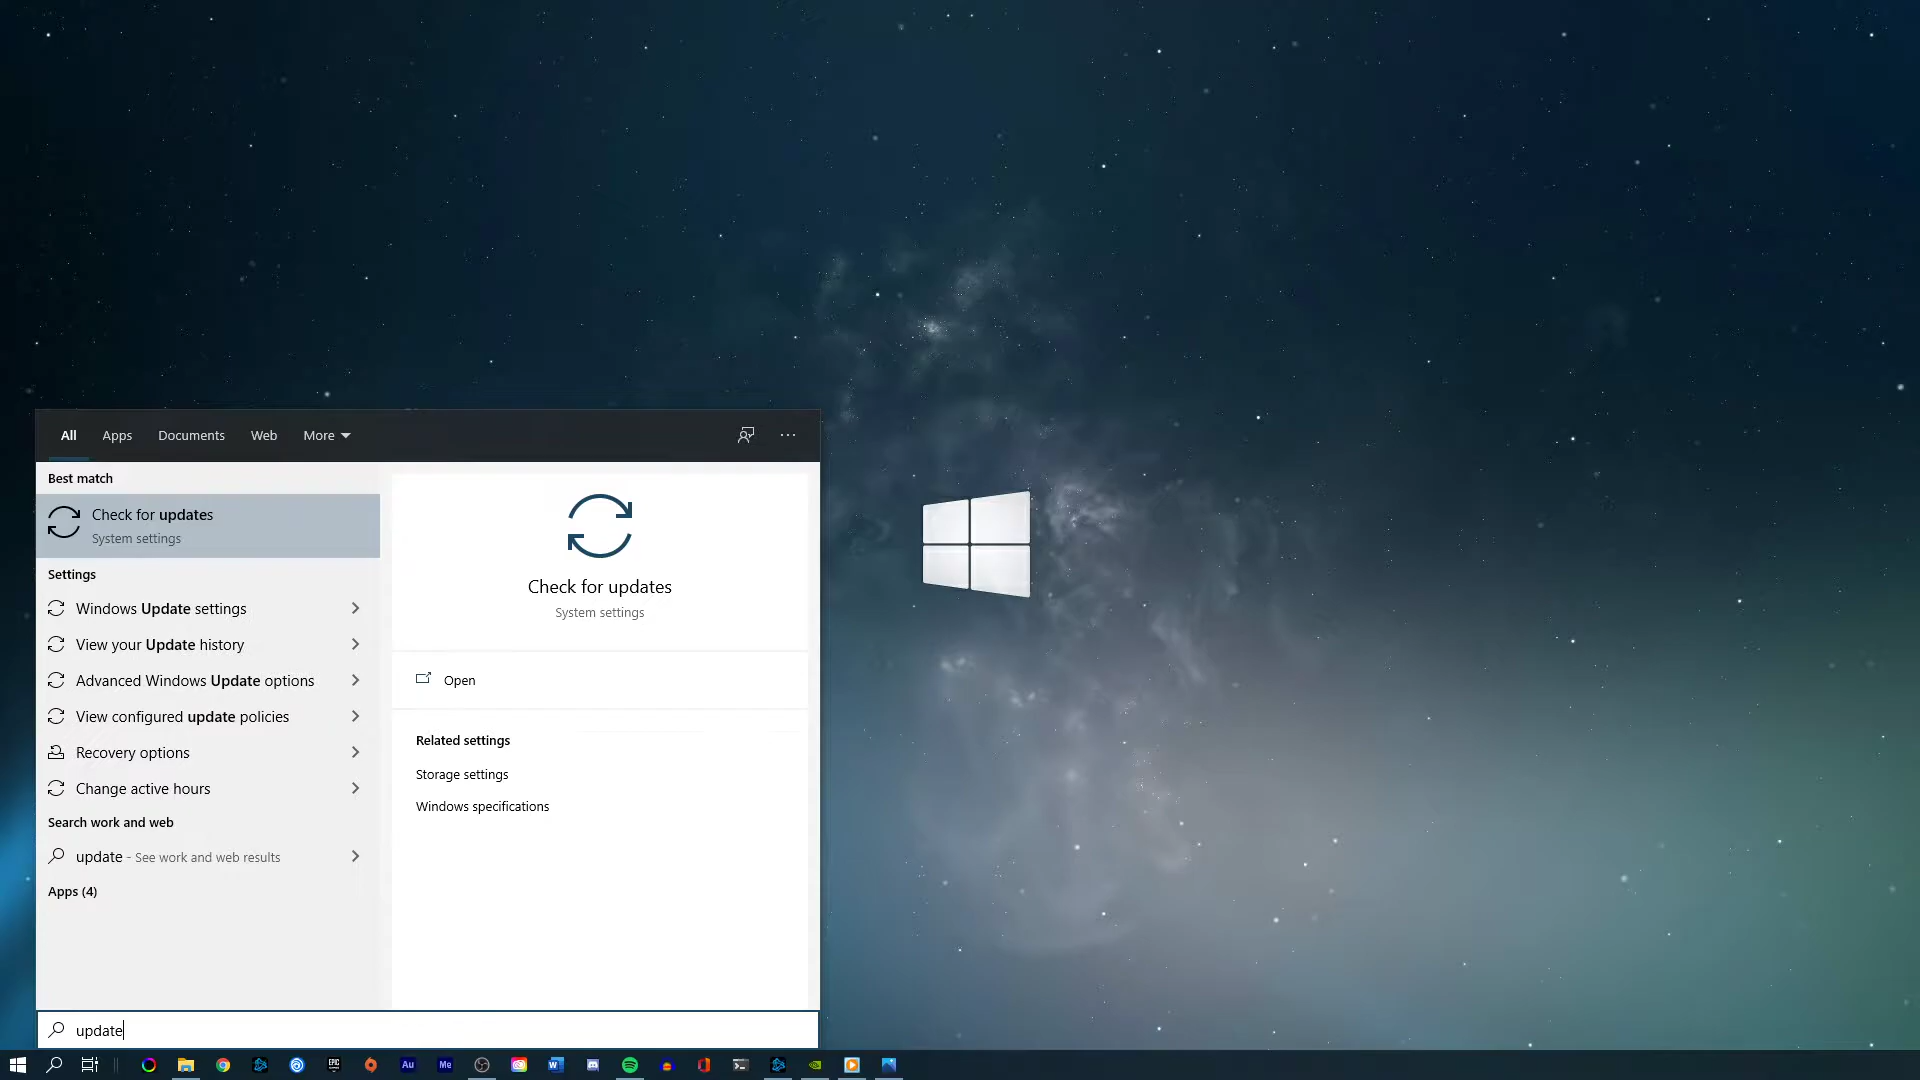 All Apps Documents Web More
Best match
Check for updates
System settings
Settings
Windows Update settings
View your Update history
Advanced Windows Update options
View configured update policies
Recovery options
Change active hours
Search work and web
update - See work and web results
Apps (4)
Check for updates
System settings
Open
Related settings
Storage settings
Windows specifications
update
EPIC
Au
Me
W